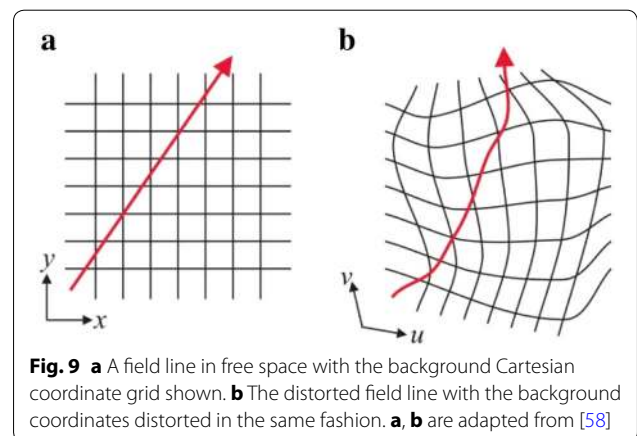 a
b
y
x
v
u
Fig. 9 a A field line in free space with the background Cartesian
coordinate grid shown. b The distorted field line with the background
coordinates distorted in the same fashion. a, b are adapted from [58]